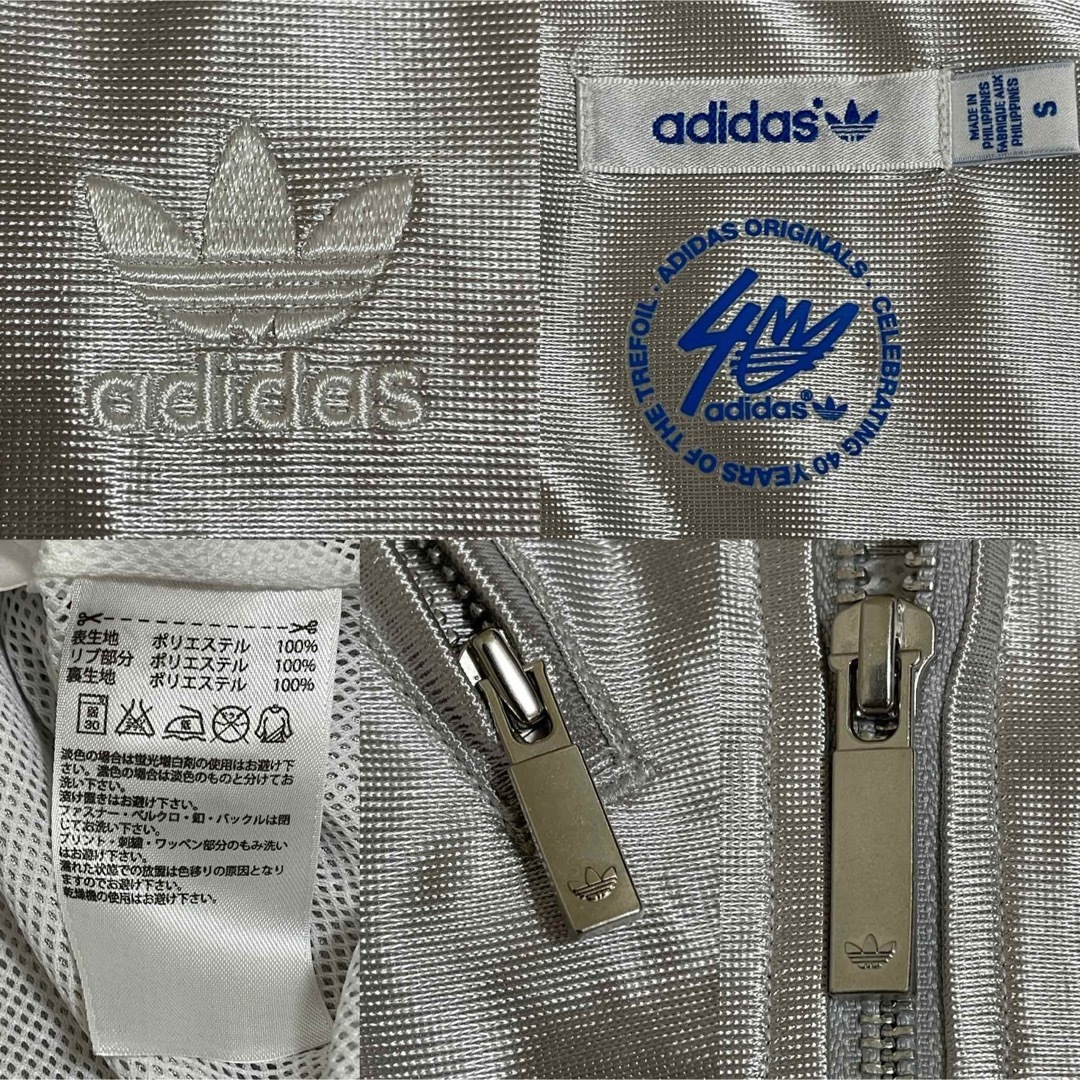 adidas
adidas
MADE IN
PHILIPPINES
FABRIQUE AUX
PHILIPPINES
S
ADIDAS ORIGINALS · CELEBRATING 40 YEARS OF THE TREFOIL ·
40
adidas®
表生地 ポリエステル 100%
リブ部分 ポリエステル 100%
裏生地 ポリエステル 100%
30
低
淡色の場合は蛍光増白剤の使用はお避け下
さい。濃色の場合は淡色のものと分けてお
洗い下さい。
漬け置きはお避け下さい。
ファスナー・ベルクロ・釦・バックルは閉
じてお洗い下さい。
プリント・刺繍・ワッペン部分のもみ洗い
はお避け下さい。
濡れた状態での放置は色移りの原因となり
ますのでお避け下さい。
乾燥機の使用はお避け下さい。